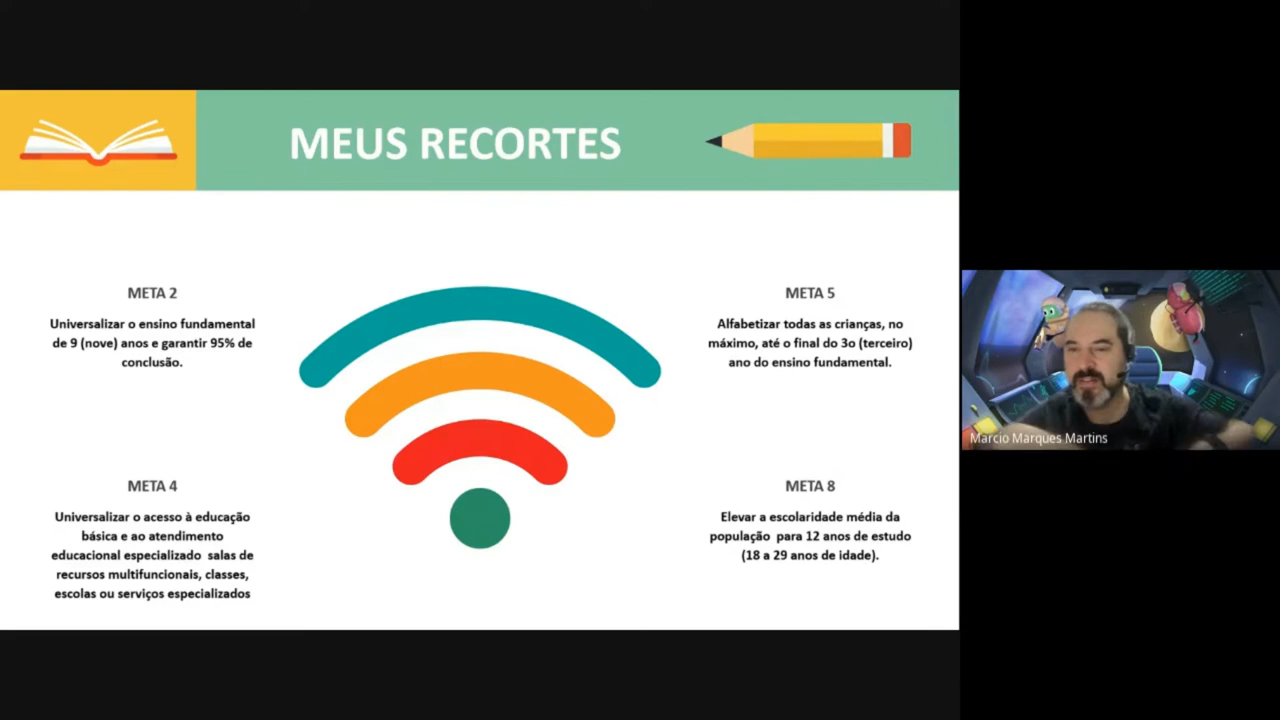 MEUS RECORTES
META 2
Universalizar o ensino fundamental
de 9 (nove) anos e garantir 95% de
conclusão.
META 4
Universalizar o acesso à educação
básica e ao atendimento
educacional especializado salas de
recursos multifuncionais, classes,
escolas ou serviços especializados
META 5
Alfabetizar todas as crianças, no
máximo, até o final do 3o (terceiro)
ano do ensino fundamental.
META 8
Elevar a escolaridade média da
população para 12 anos de estudo
(18 a 29 anos de idade).
Marcio Marques Martins